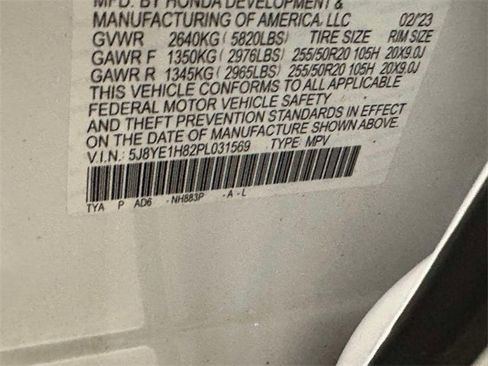 MFD. BY HONDA DEVELOPMENT &
MANUFACTURING OF AMERICA, LLC 02/23
GVWR 2640KG ( 5820LBS) TIRE SIZE RIM SIZE
GAWR F 1350KG ( 2976LBS) 255/50R20 105H 20X9.0J
GAWR R 1345KG ( 2965LBS) 255/50R20 105H 20X9.0J
THIS VEHICLE CONFORMS TO ALL APPLICABLE
FEDERAL MOTOR VEHICLE SAFETY
AND THEFT PREVENTION STANDARDS IN EFFECT
ON THE DATE OF MANUFACTURE SHOWN ABOVE.
V.I.N.: 5J8YE1H82PL031569 TYPE: MPV
TYA P AD6 - NH883P - A - L